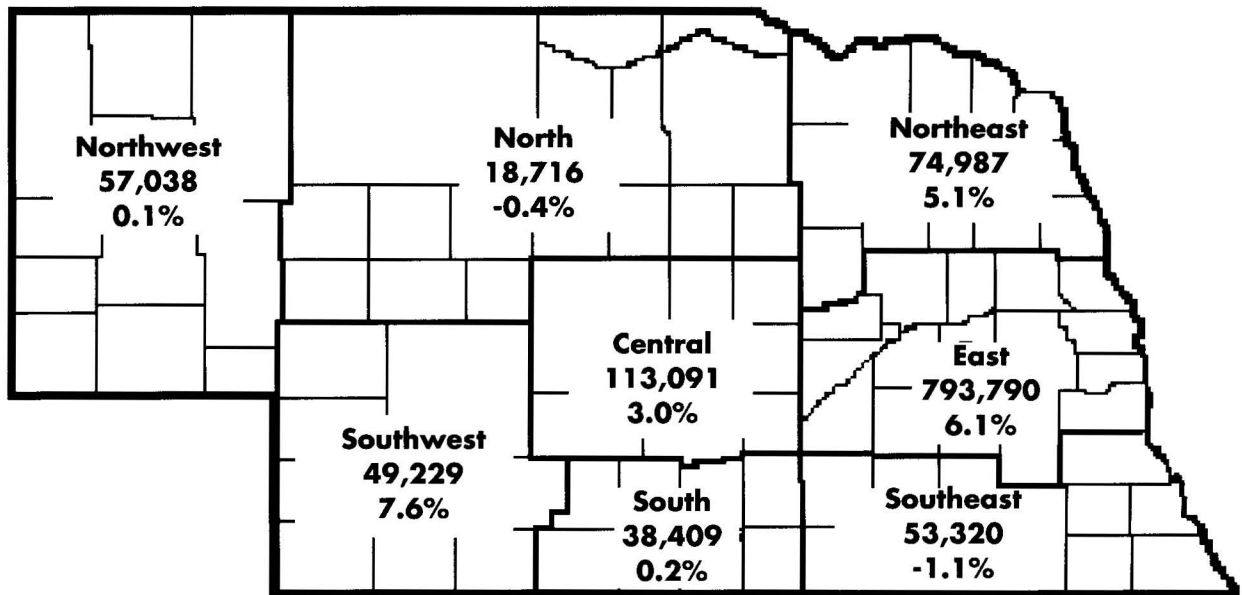 Northwest
57,038
0.1%
North
18,716
-0.4%
Northeast
74,987
5.1%
Central
113,091
3.0%
East
793,790
6.1%
Southwest
49,229
7.6%
South
38,409
0.2%
Southeast
53,320
-1.1%